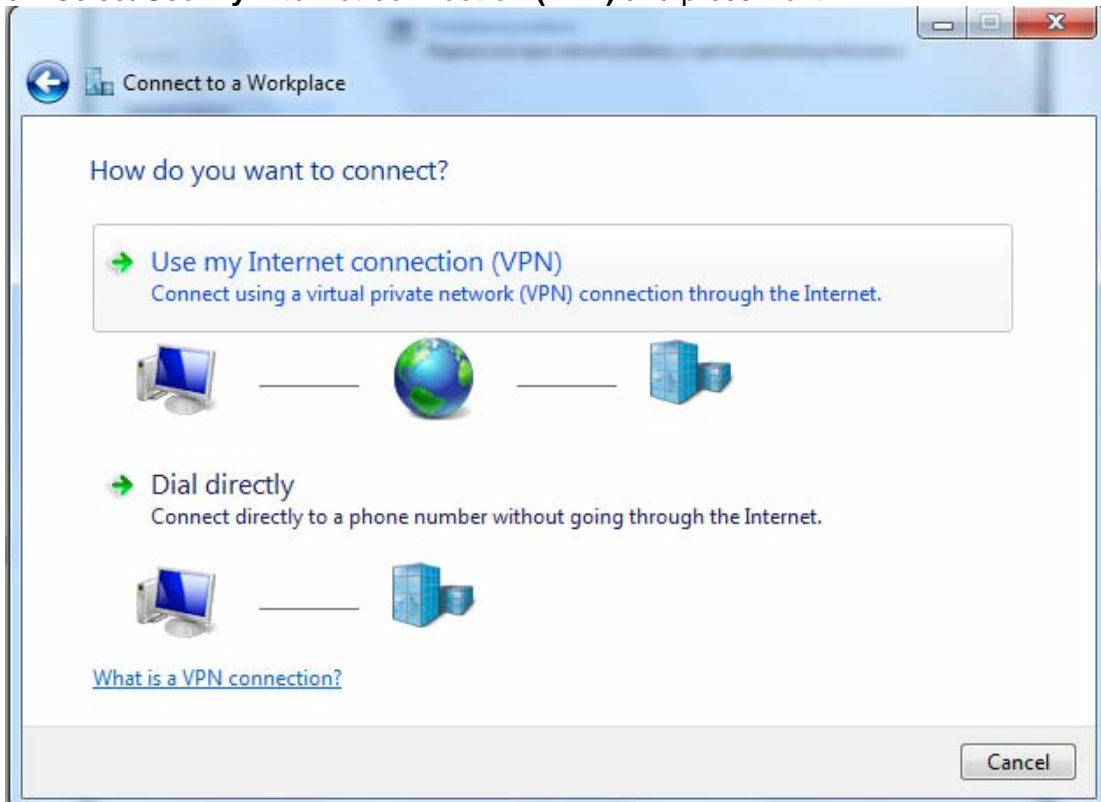 Connect to a Workplace
How do you want to connect?
Use my Internet connection (VPN)
Connect using a virtual private network (VPN) connection through the Internet.
Dial directly
Connect directly to a phone number without going through the Internet.
What is a VPN connection?
Cancel